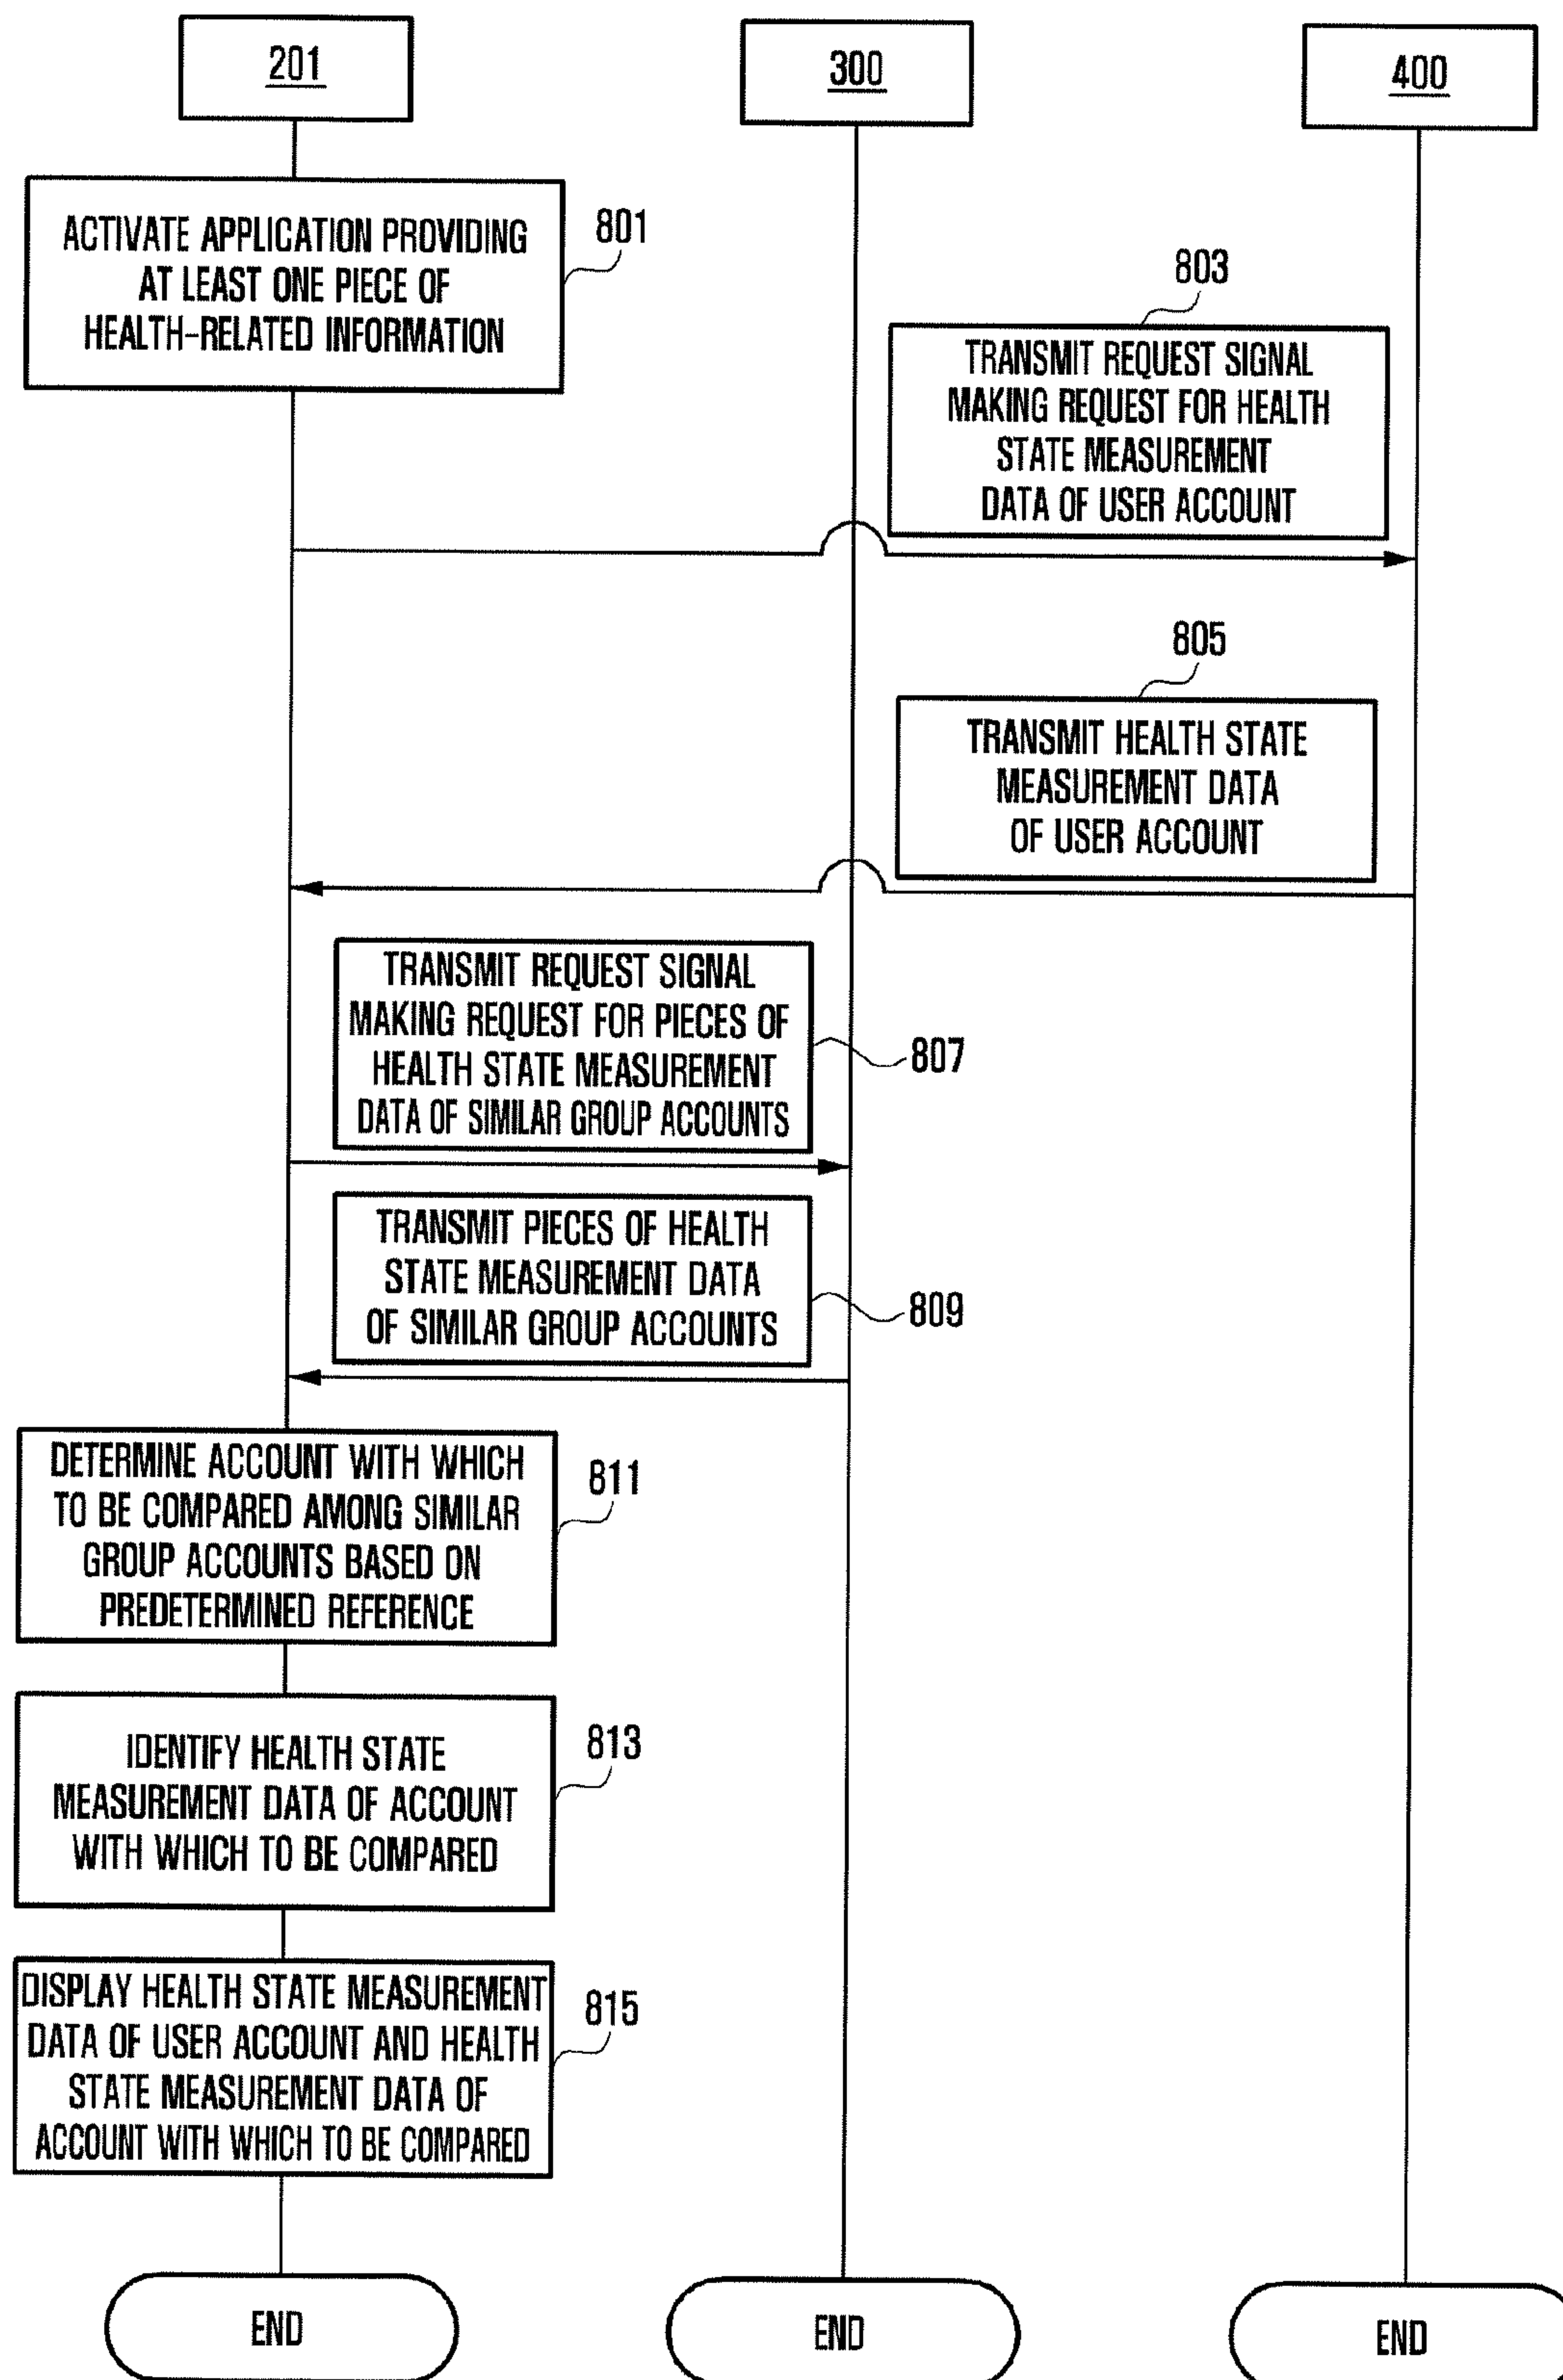 201
300
400
ACTIVATE APPLICATION PROVIDING
AT LEAST ONE PIECE OF
HEALTH-RELATED INFORMATION
801
803
TRANSMIT REQUEST SIGNAL
MAKING REQUEST FOR HEALTH
STATE MEASUREMENT
DATA OF USER ACCOUNT
805
TRANSMIT HEALTH STATE
MEASUREMENT DATA
OF USER ACCOUNT
TRANSMIT REQUEST SIGNAL
MAKING REQUEST FOR PIECES OF
HEALTH STATE MEASUREMENT
DATA OF SIMILAR GROUP ACCOUNTS
807
TRANSMIT PIECES OF HEALTH
STATE MEASUREMENT DATA
OF SIMILAR GROUP ACCOUNTS
809
DETERMINE ACCOUNT WITH WHICH
TO BE COMPARED AMONG SIMILAR
GROUP ACCOUNTS BASED ON
PREDETERMINED REFERENCE
811
IDENTIFY HEALTH STATE
MEASUREMENT DATA OF ACCOUNT
WITH WHICH TO BE COMPARED
813
DISPLAY HEALTH STATE MEASUREMENT
DATA OF USER ACCOUNT AND HEALTH
STATE MEASUREMENT DATA OF
ACCOUNT WITH WHICH TO BE COMPARED
815
END
END
END